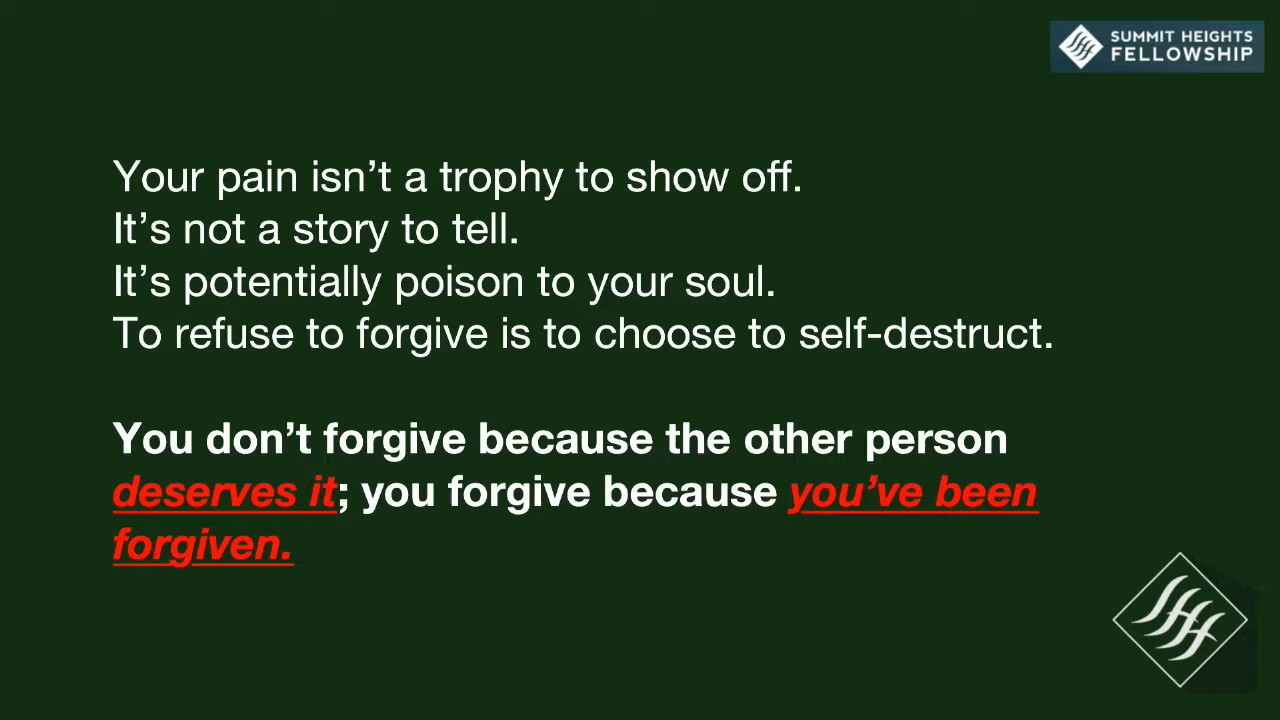 SUMMIT HEIGHTS
FELLOWSHIP
Your pain isn’t a trophy to show off.
It’s not a story to tell.
It’s potentially poison to your soul.
To refuse to forgive is to choose to self-destruct.
You don’t forgive because the other person
deserves it; you forgive because you’ve been
forgiven.